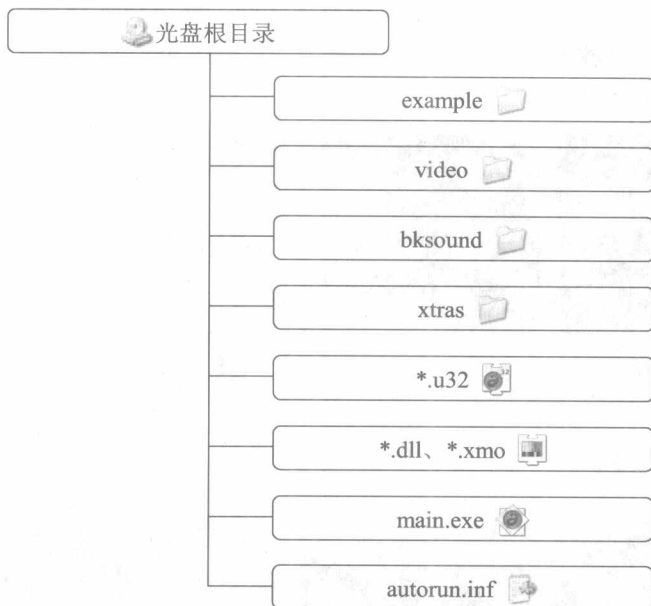 光盘根目录
example
video
bksound
xtras
*.u32
*.dll、*.xmo
main.exe
autorun.inf